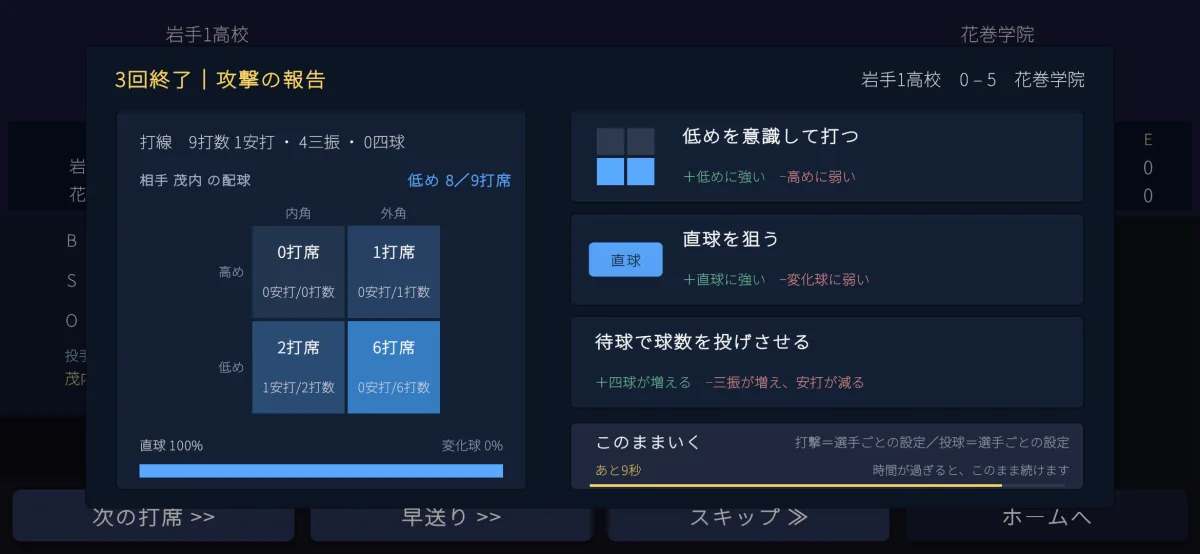 岩手1高校
花巻学院
3回終了｜攻撃の報告
岩手1高校 0 – 5 花巻学院
打線 9打数 1安打 ・ 4三振 ・ 0四球
相手 茂内 の配球
低め 8／9打席
内角
外角
高め
0打席
0安打/0打数
1打席
0安打/1打数
低め
2打席
1安打/2打数
6打席
0安打/6打数
直球 100%
変化球 0%
低めを意識して打つ
＋低めに強い −高めに弱い
直球
直球を狙う
＋直球に強い −変化球に弱い
待球で球数を投げさせる
＋四球が増える −三振が増え、安打が減る
このままいく
打撃＝選手ごとの設定／投球＝選手ごとの設定
あと9秒
時間が過ぎると、このまま続けます
岩
花
E
0
0
B
S
O
投手
茂内
次の打席 >>
早送り >>
スキップ ≫
ホームへ